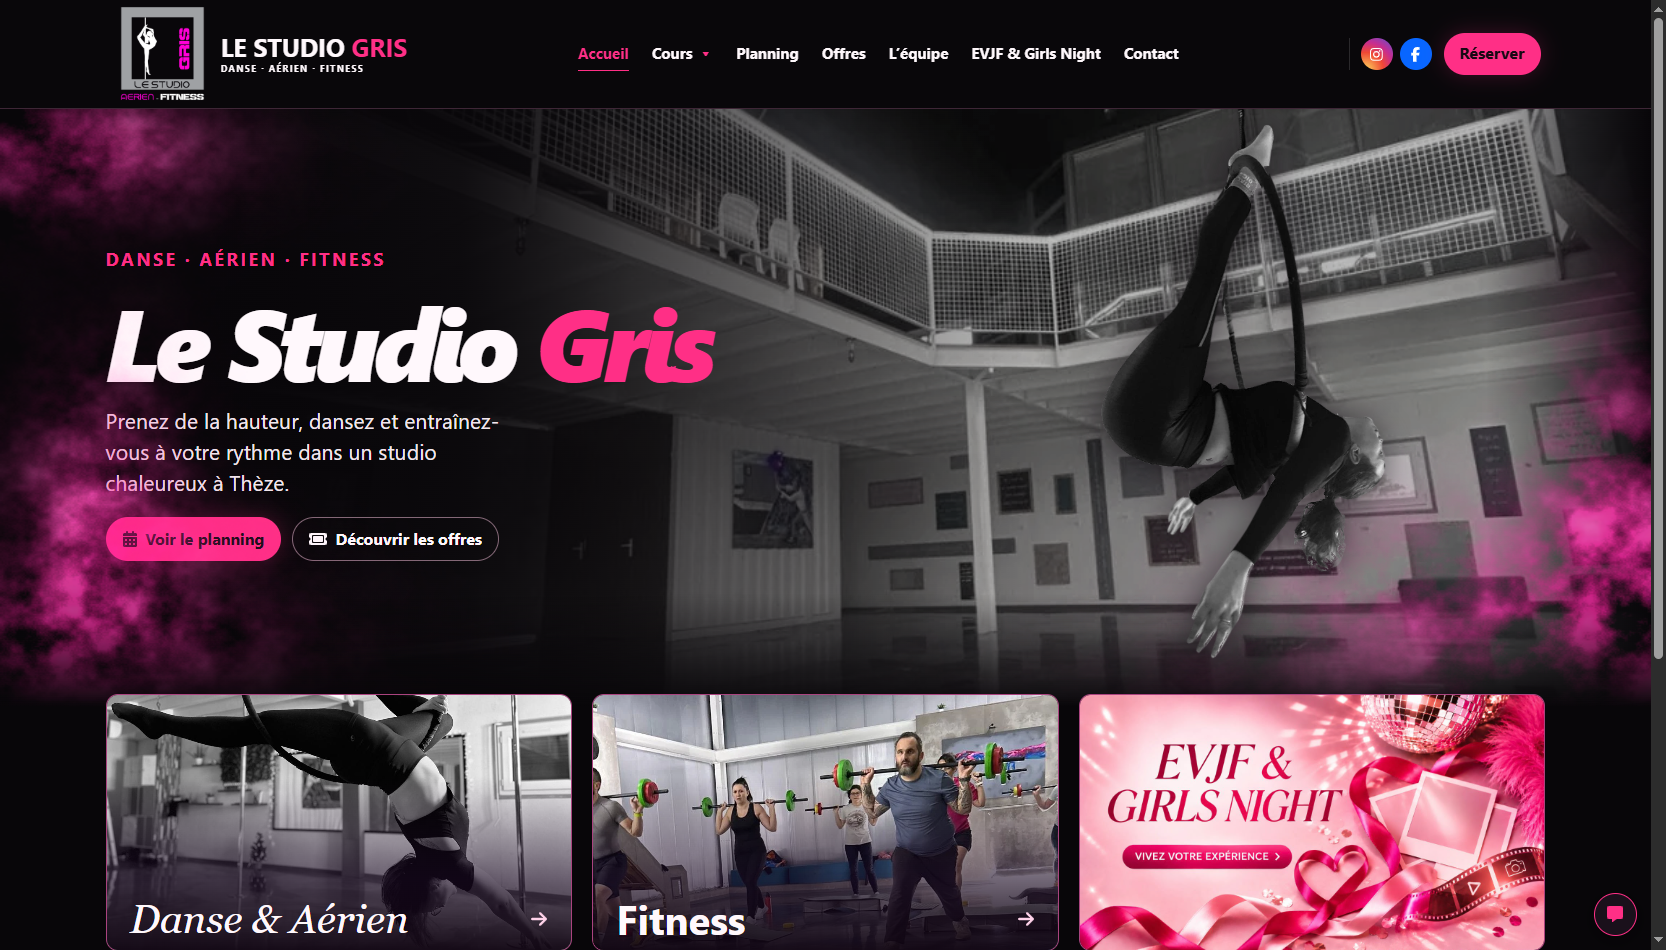 GRIS
LE STUDIO
AÉRIEN - FITNESS
LE STUDIO GRIS
DANSE · AÉRIEN · FITNESS
Accueil
Cours
Planning
Offres
L'équipe
EVJF & Girls Night
Contact
Réserver
DANSE · AÉRIEN · FITNESS
Le Studio Gris
Prenez de la hauteur, dansez et entraînez-
vous à votre rythme dans un studio
chaleureux à Thèze.
Voir le planning
Découvrir les offres
Danse & Aérien
Fitness
EVJF &
GIRLS NIGHT
VIVEZ VOTRE EXPÉRIENCE